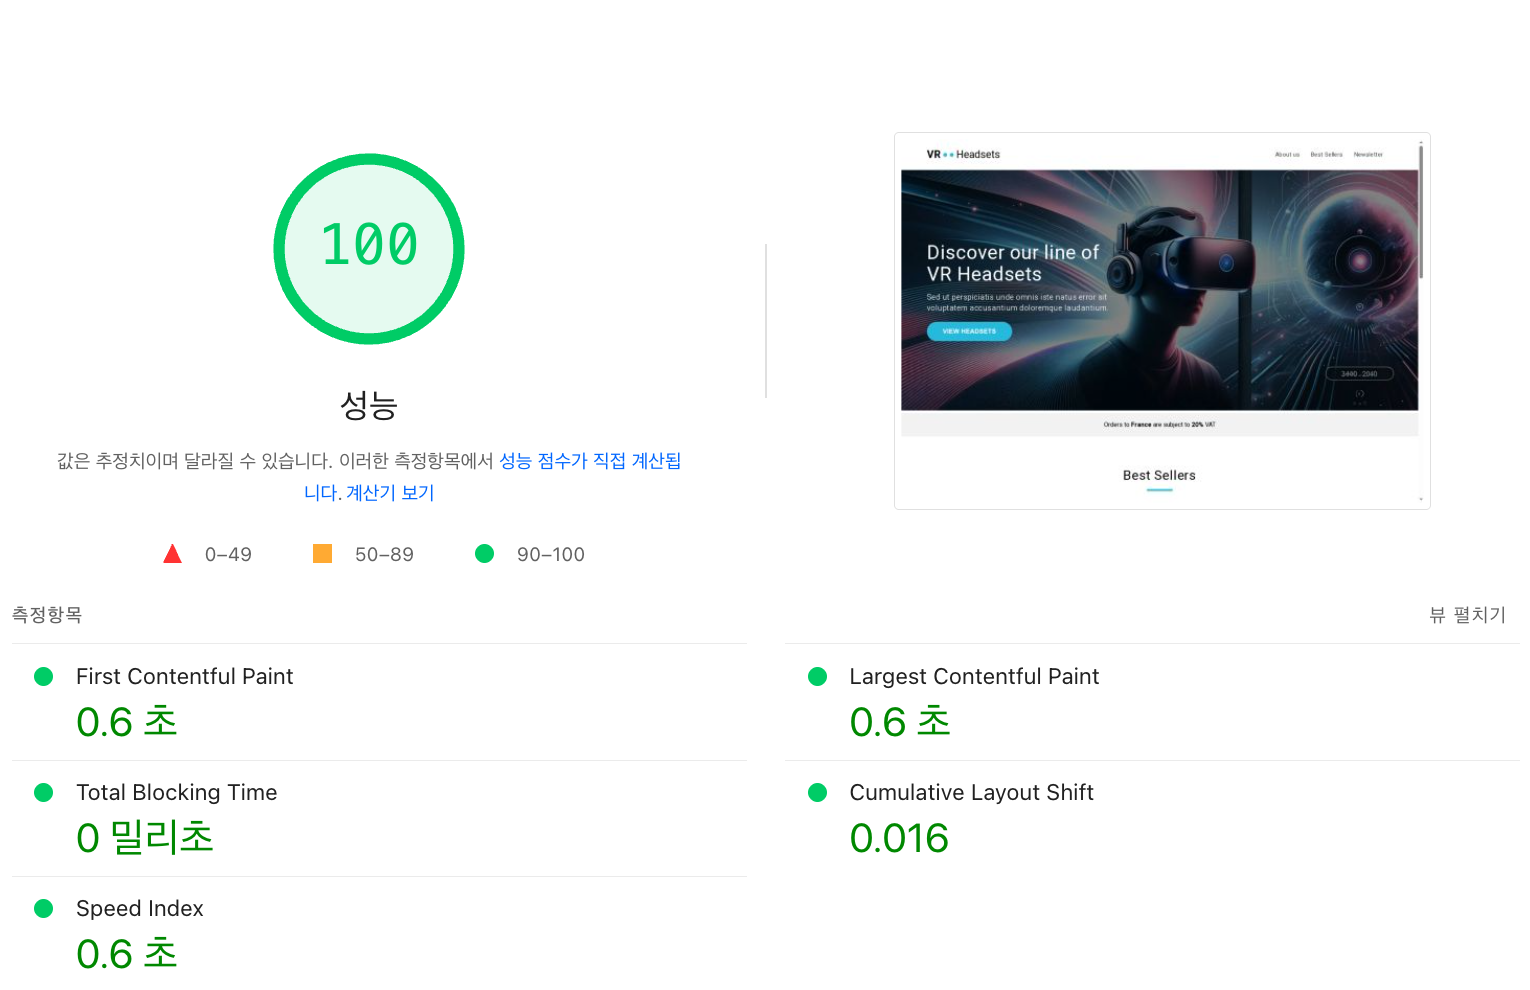 100
성능
값은 추정치이며 달라질 수 있습니다. 이러한 측정항목에서 성능 점수가 직접 계산됩
니다. 계산기 보기
0–49
50–89
90–100
VR Headsets
About us
Best Sellers
Newsletter
Discover our line of
VR Headsets
Sed ut perspiciatis unde omnis iste natus error sit
voluptatem accusantium doloremque laudantium.
VIEW HEADSETS
Orders to France are subject to 20% VAT
Best Sellers
측정항목
뷰 펼치기
First Contentful Paint
0.6 초
Largest Contentful Paint
0.6 초
Total Blocking Time
0 밀리초
Cumulative Layout Shift
0.016
Speed Index
0.6 초